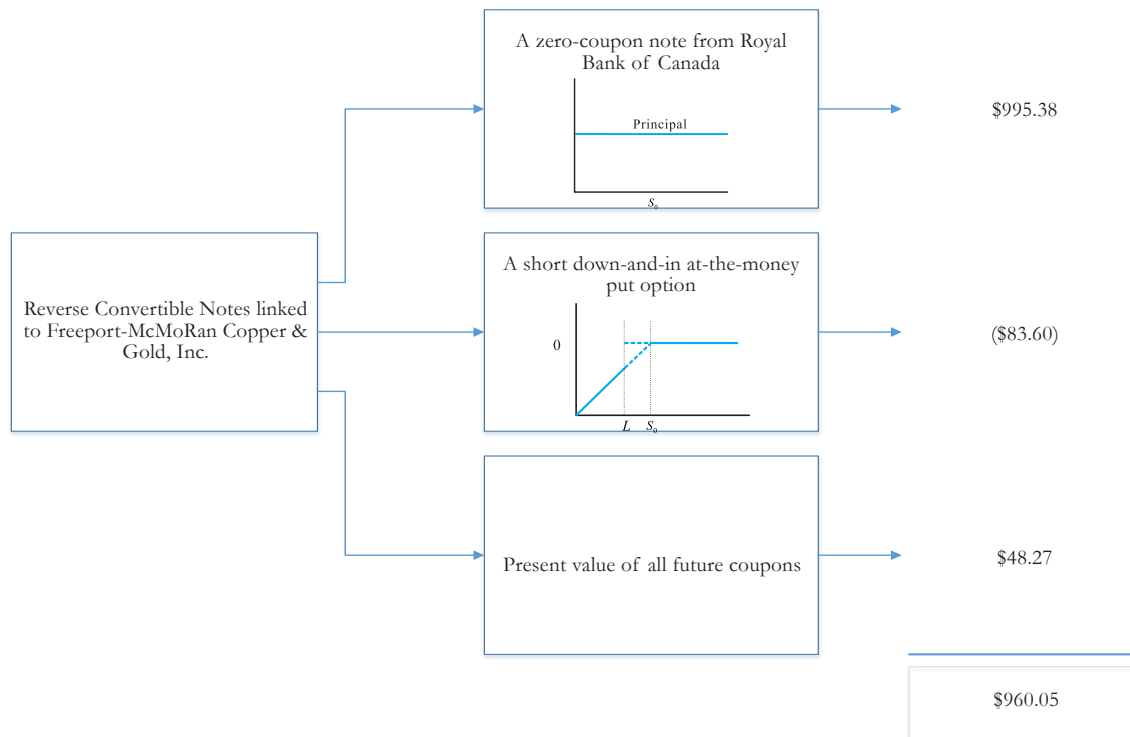 A zero-coupon note from Royal
Bank of Canada
Principal
S₀
$995.38
Reverse Convertible Notes linked
to Freeport-McMoRan Copper &
Gold, Inc.
A short down-and-in at-the-money
put option
0
L S₀
($83.60)
Present value of all future coupons
$48.27
$960.05